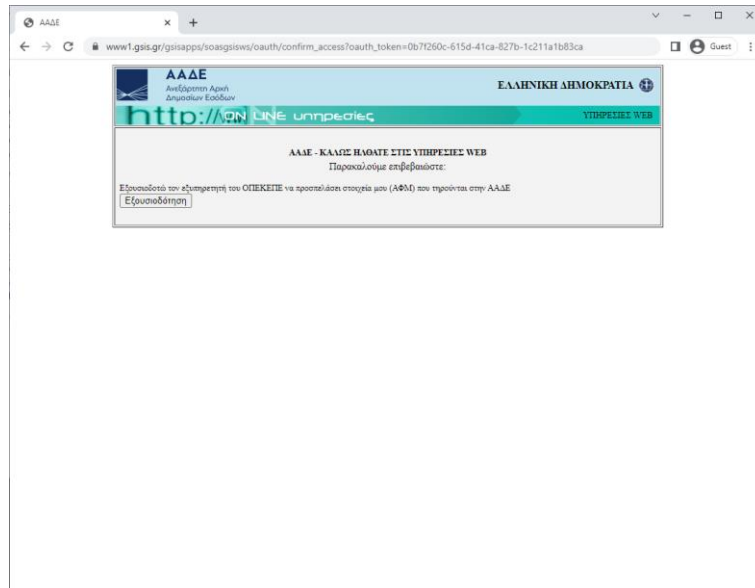 ΑΑΔΕ
www1.gsis.gr/gsisapps/soasgsisws/oauth/confirm_access?oauth_token=0b7f260c-615d-41ca-827b-1c211a1b83ca
Guest
ΑΑΔΕ
Ανεξάρτητη Αρχή
Δημοσίων Εσόδων
ΕΛΛΗΝΙΚΗ ΔΗΜΟΚΡΑΤΙΑ
http://www.
ON LINE υπηρεσίες
ΥΠΗΡΕΣΙΕΣ WEB
ΑΑΔΕ - ΚΑΛΩΣ ΗΛΘΑΤΕ ΣΤΙΣ ΥΠΗΡΕΣΙΕΣ WEB
Παρακαλούμε επιβεβαιώστε:
Εξουσιοδοτώ τον εξυπηρετητή του ΟΠΕΚΕΠΕ να προσπελάσει στοιχεία μου (ΑΦΜ) που τηρούνται στην ΑΑΔΕ
Εξουσιοδότηση